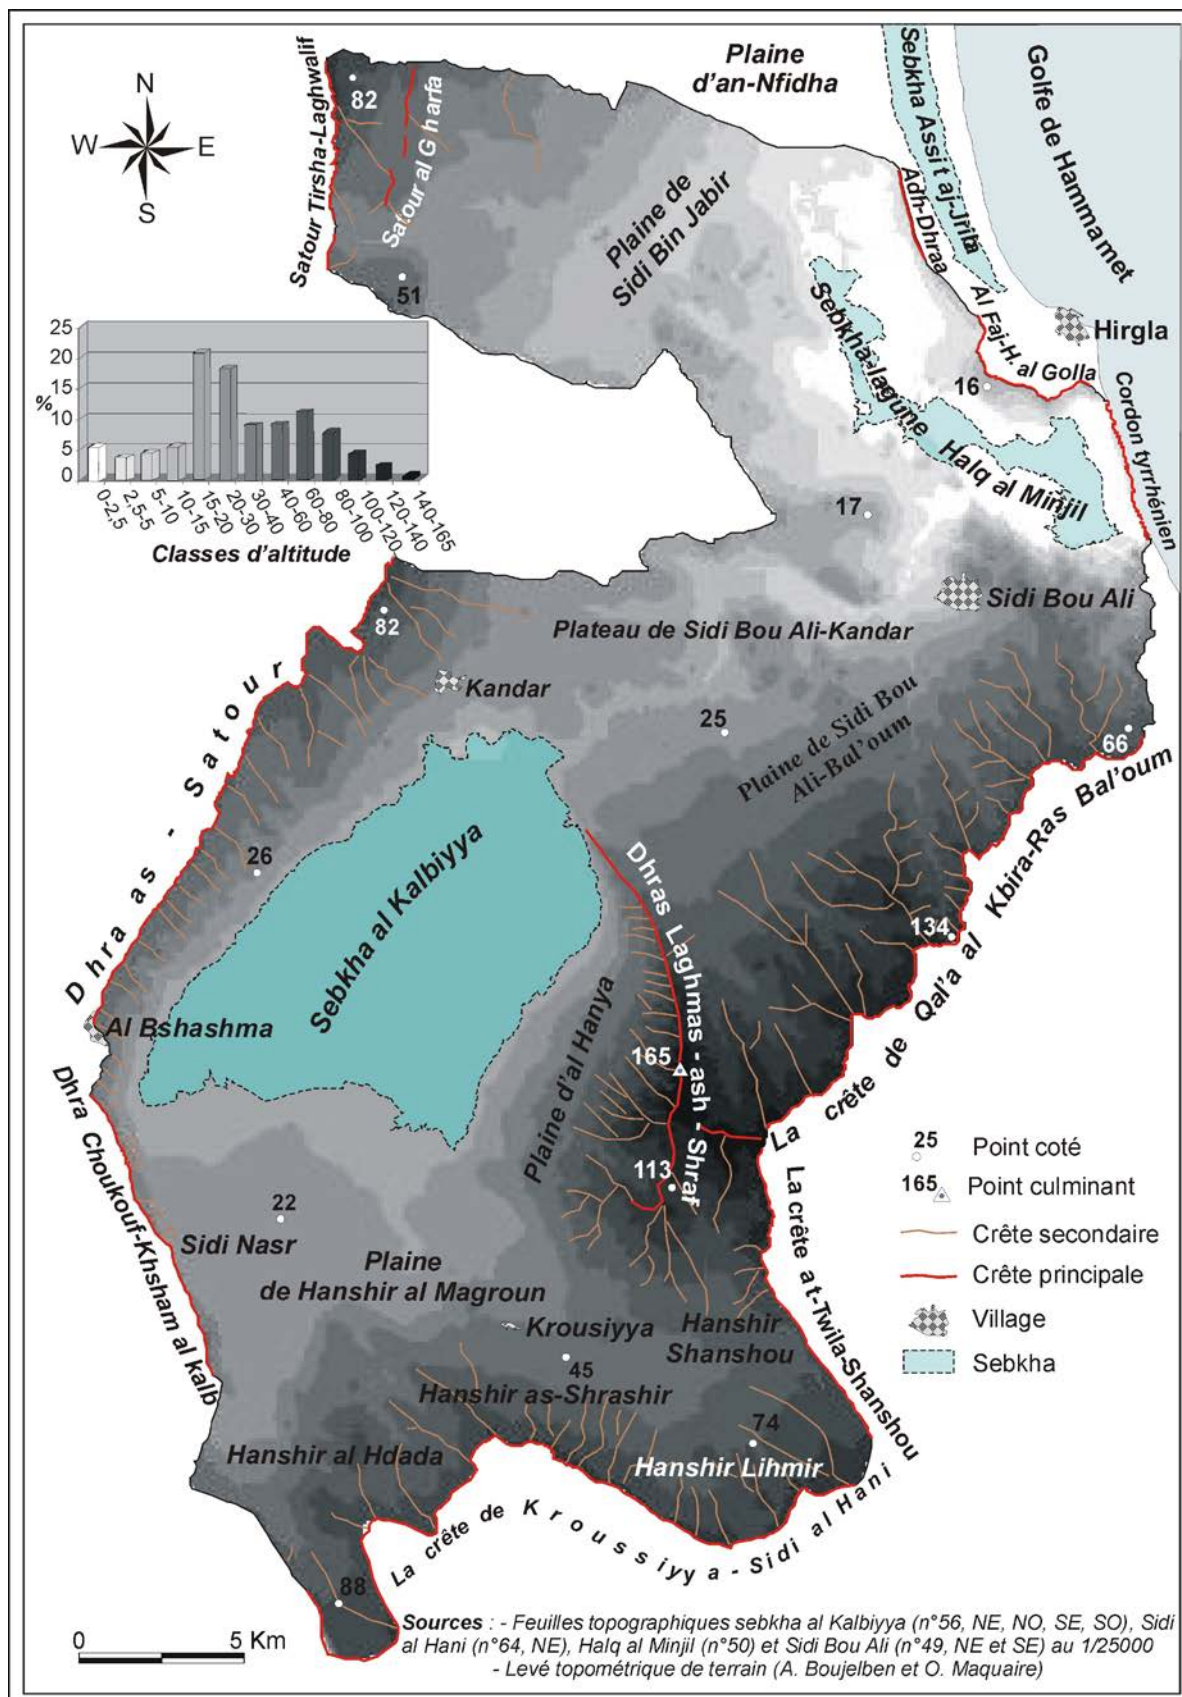 Plaine
d'an-Nfidha
Sebkha Assit aj-Jriba
Golfe de Hammamet
N
W
E
S
Satour Tirsha-Laghwalif
82
Satour al Gharfa
51
Plaine de
Sidi Bin Jabir
Adh-Dhraa
Al Faj-H. al Golla
Hirgla
16
Cordon tyrrhénien
Sebkha-lagune Halq al Minjil
17
25
20
15
%
10
5
0
0-2,5
2,5-5
5-10
10-15
15-20
20-30
30-40
40-60
60-80
80-100
100-120
120-140
140-165
Classes d'altitude
82
Sidi Bou Ali
Plateau de Sidi Bou Ali-Kandar
Kandar
25
Plaine de Sidi Bou
Ali-Bal'oum
66
Dhra as - Satour
26
Sebkha al Kalbiyya
Dhras Laghmas - ash - Shraf
134
La crête de Qal'a al Kbira-Ras Bal'oum
Al Bshashma
165
Plaine d'al Hanya
113
Dhra Choukouf-Khsham al kalb
22
Sidi Nasr
Plaine
de Hanshir al Magroun
La crête at-Twila-Shanshou
Krousiyya
Hanshir
Shanshou
45
Hanshir as-Shrashir
74
Hanshir al Hdada
Hanshir Lihmir
La crête de Kroussiyya - Sidi al Hani
88
25
Point coté
165
Point culminant
Crête secondaire
Crête principale
Village
Sebkha
0
5 Km
Sources : - Feuilles topographiques sebkha al Kalbiyya (n°56, NE, NO, SE, SO), Sidi
al Hani (n°64, NE), Halq al Minjil (n°50) et Sidi Bou Ali (n°49, NE et SE) au 1/25000
- Levé topométrique de terrain (A. Boujelben et O. Maquaire)